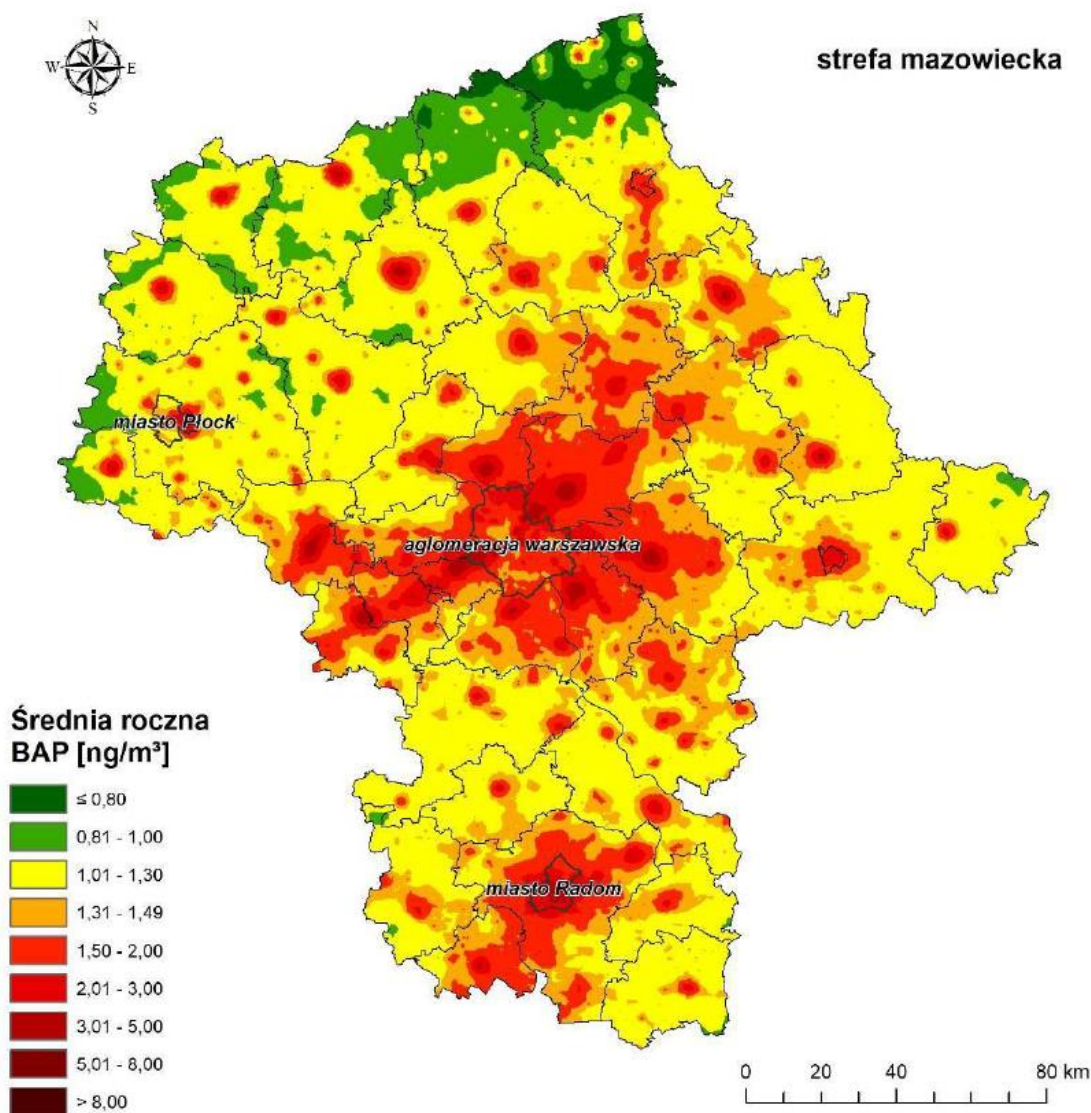 N
W E
S
strefa mazowiecka
miasto Płock
aglomeracja warszawska
miasto Radom
Średnia roczna
BAP [ng/m³]
≤ 0,80
0,81 - 1,00
1,01 - 1,30
1,31 - 1,49
1,50 - 2,00
2,01 - 3,00
3,01 - 5,00
5,01 - 8,00
> 8,00
0 20 40 80 km